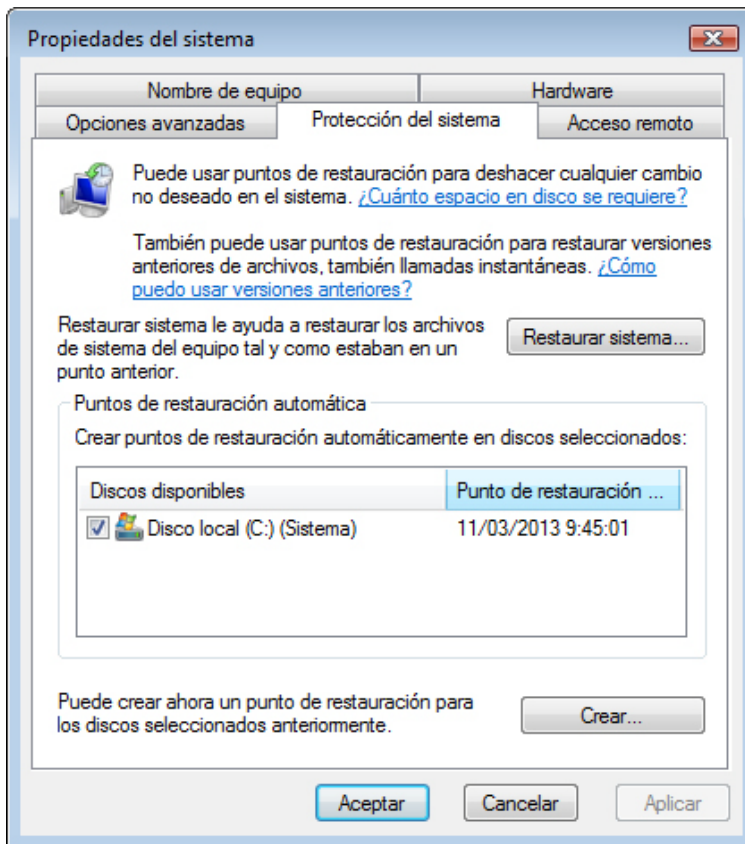 Propiedades del sistema
Nombre de equipo
Hardware
Opciones avanzadas
Protección del sistema
Acceso remoto
Puede usar puntos de restauración para deshacer cualquier cambio
no deseado en el sistema. ¿Cuánto espacio en disco se requiere?
También puede usar puntos de restauración para restaurar versiones
anteriores de archivos, también llamadas instantáneas. ¿Cómo
puedo usar versiones anteriores?
Restaurar sistema le ayuda a restaurar los archivos
de sistema del equipo tal y como estaban en un
punto anterior.
Restaurar sistema...
Puntos de restauración automática
Crear puntos de restauración automáticamente en discos seleccionados:
Discos disponibles
Punto de restauración ...
Disco local (C:) (Sistema)
11/03/2013 9:45:01
Puede crear ahora un punto de restauración para
los discos seleccionados anteriormente.
Crear...
Aceptar
Cancelar
Aplicar